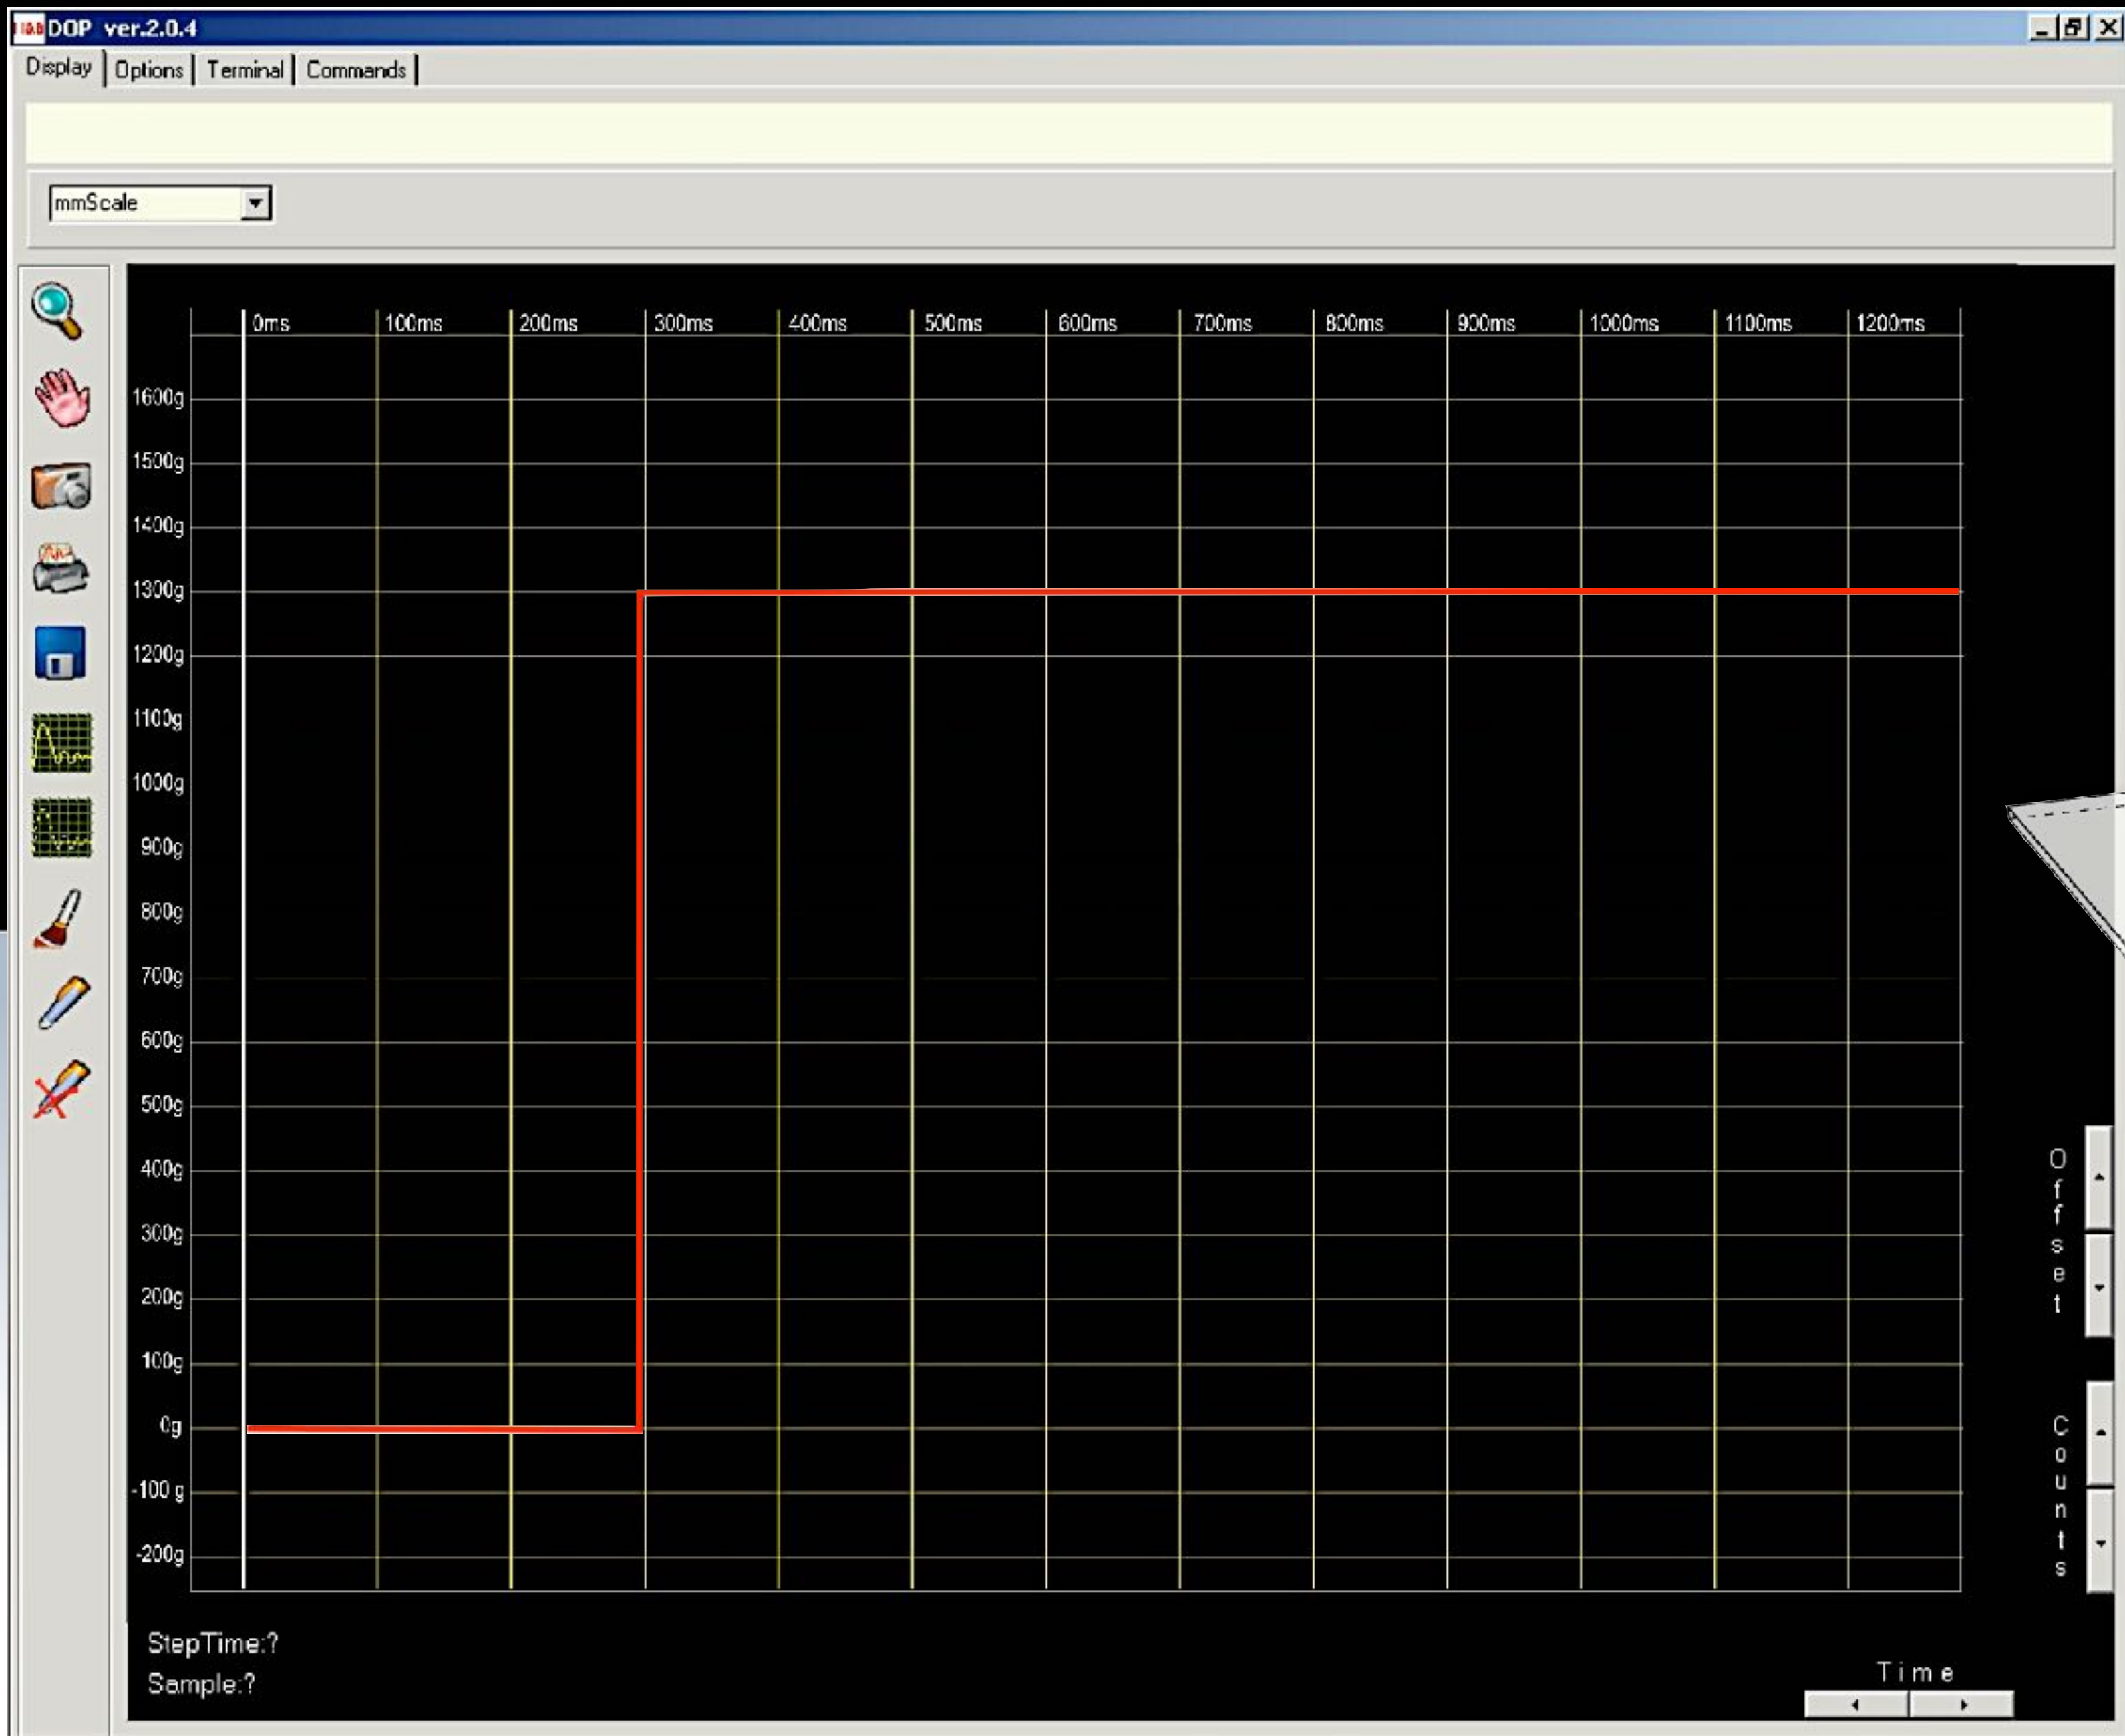 DOP ver.2.0.4
Display Options Terminal Commands
mmScale
0ms 100ms 200ms 300ms 400ms 500ms 600ms 700ms 800ms 900ms 1000ms 1100ms 1200ms
1600g
1500g
1400g
1300g
1200g
1100g
1000g
900g
800g
700g
600g
500g
400g
300g
200g
100g
0g
-100 g
-200g
Offset
Counts
StepTime:?
Sample:?
Time